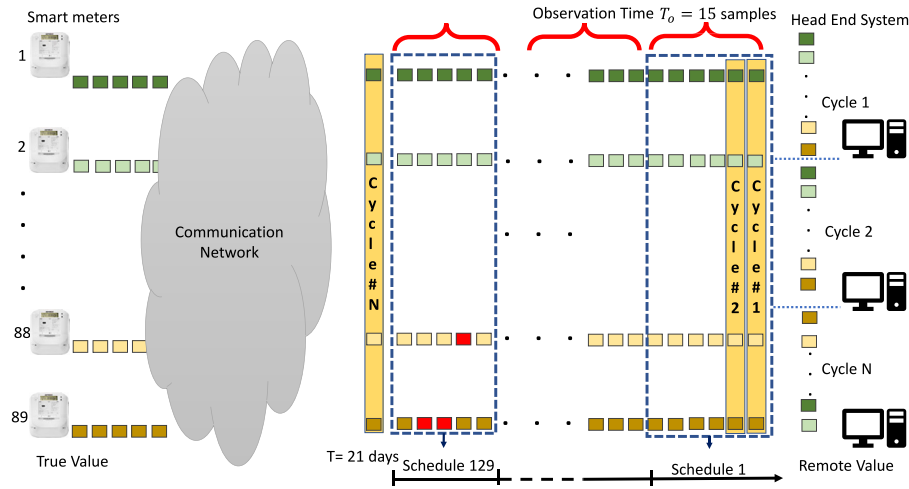 Smart meters
Observation Time T_o = 15 samples
Head End System
1
2
88
89
Communication
Network
Cycle#N
Cycle#2
Cycle#1
Cycle 1
Cycle 2
Cycle N
True Value
T= 21 days
Schedule 129
Schedule 1
Remote Value